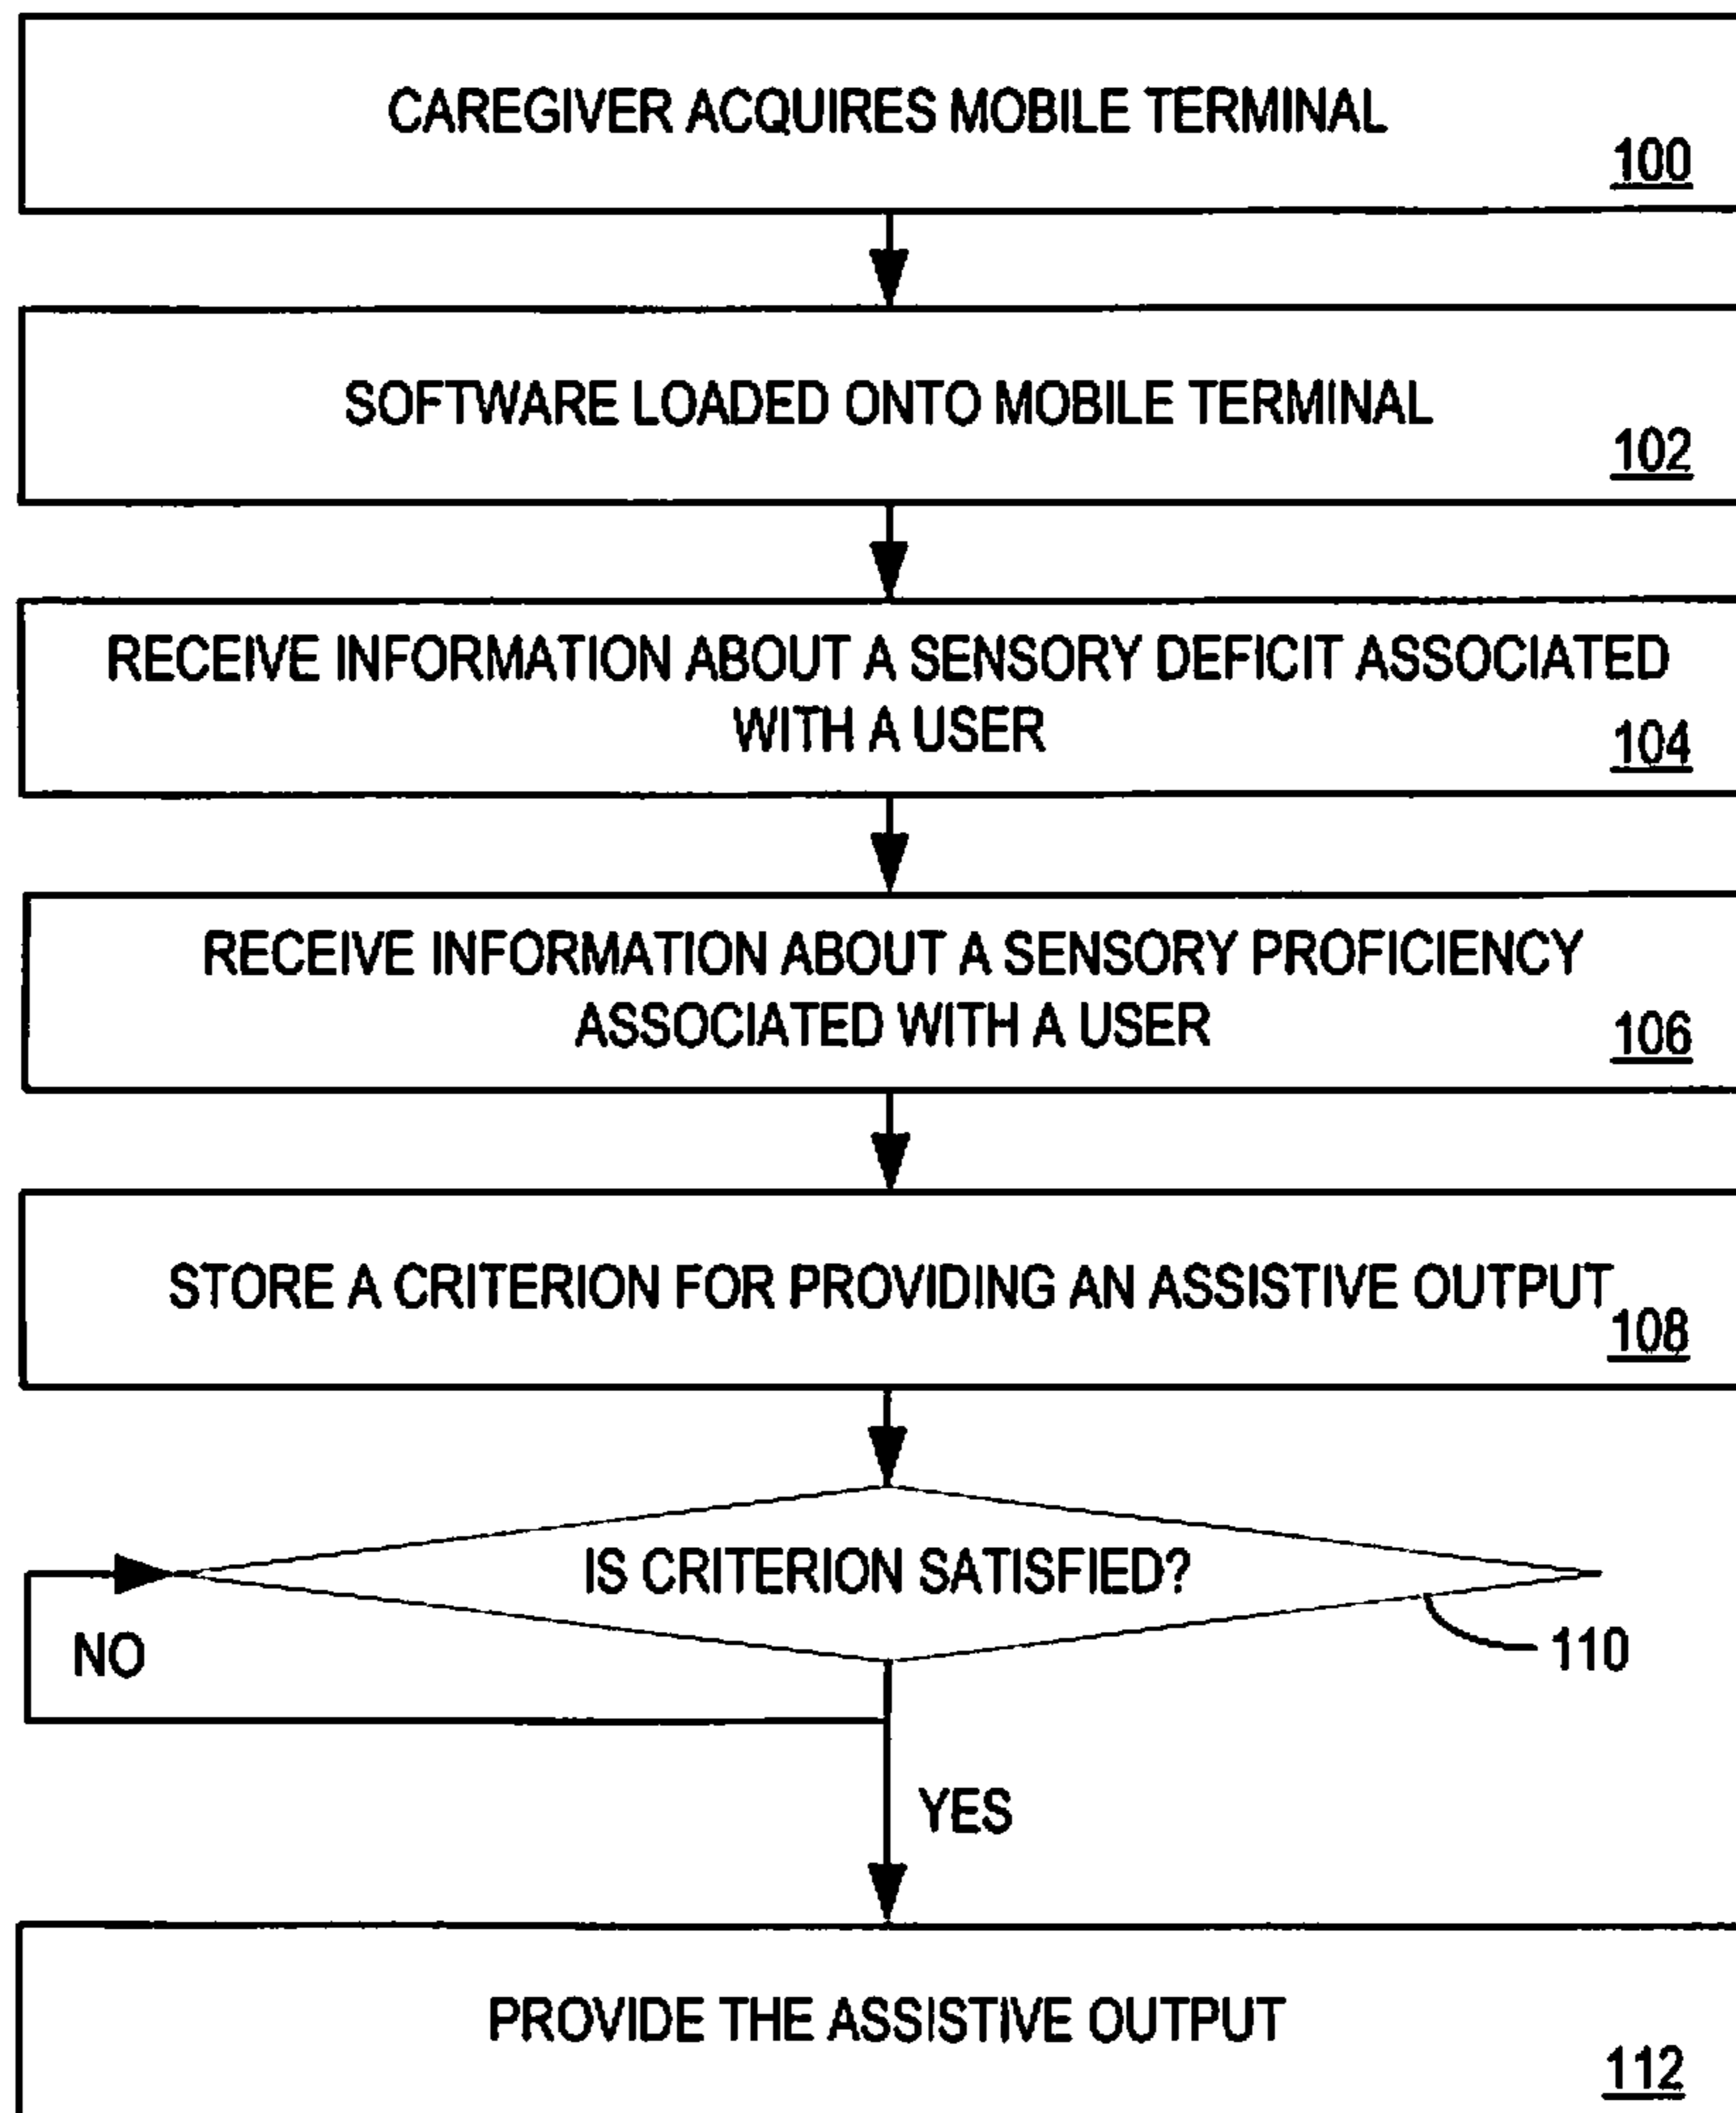 CAREGIVER ACQUIRES MOBILE TERMINAL
100
SOFTWARE LOADED ONTO MOBILE TERMINAL
102
RECEIVE INFORMATION ABOUT A SENSORY DEFICIT ASSOCIATED
WITH A USER
104
RECEIVE INFORMATION ABOUT A SENSORY PROFICIENCY
ASSOCIATED WITH A USER
106
STORE A CRITERION FOR PROVIDING AN ASSISTIVE OUTPUT
108
IS CRITERION SATISFIED?
110
NO
YES
PROVIDE THE ASSISTIVE OUTPUT
112